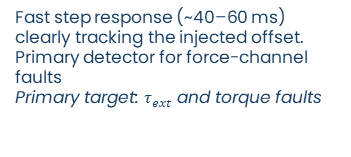 Fast step response (~40–60 ms)
clearly tracking the injected offset.
Primary detector for force-channel
faults
Primary target: τₑₓₜ and torque faults